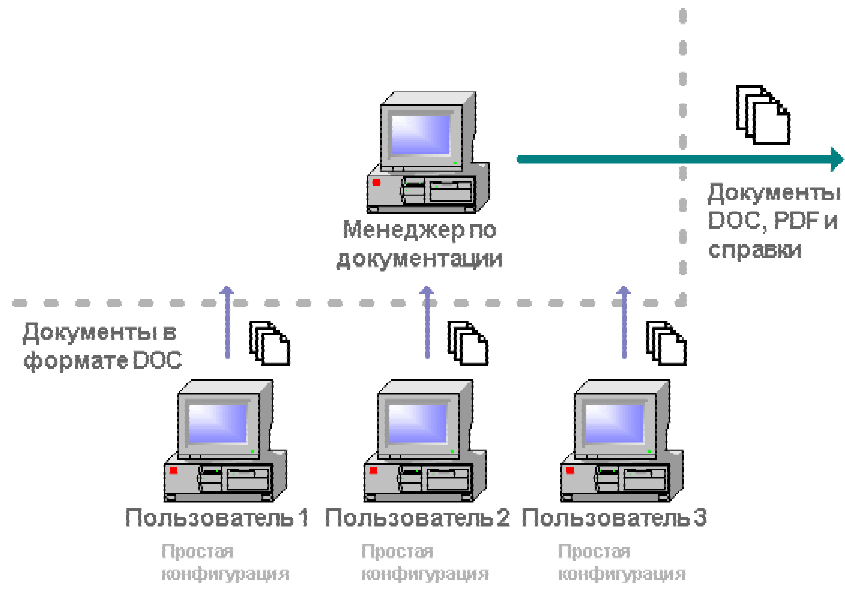 Документы
DOC, PDF и
справки
Менеджер по
документации
Документы в
формате DOC
Пользователь 1
Пользователь 2
Пользователь 3
Простая
конфигурация
Простая
конфигурация
Простая
конфигурация